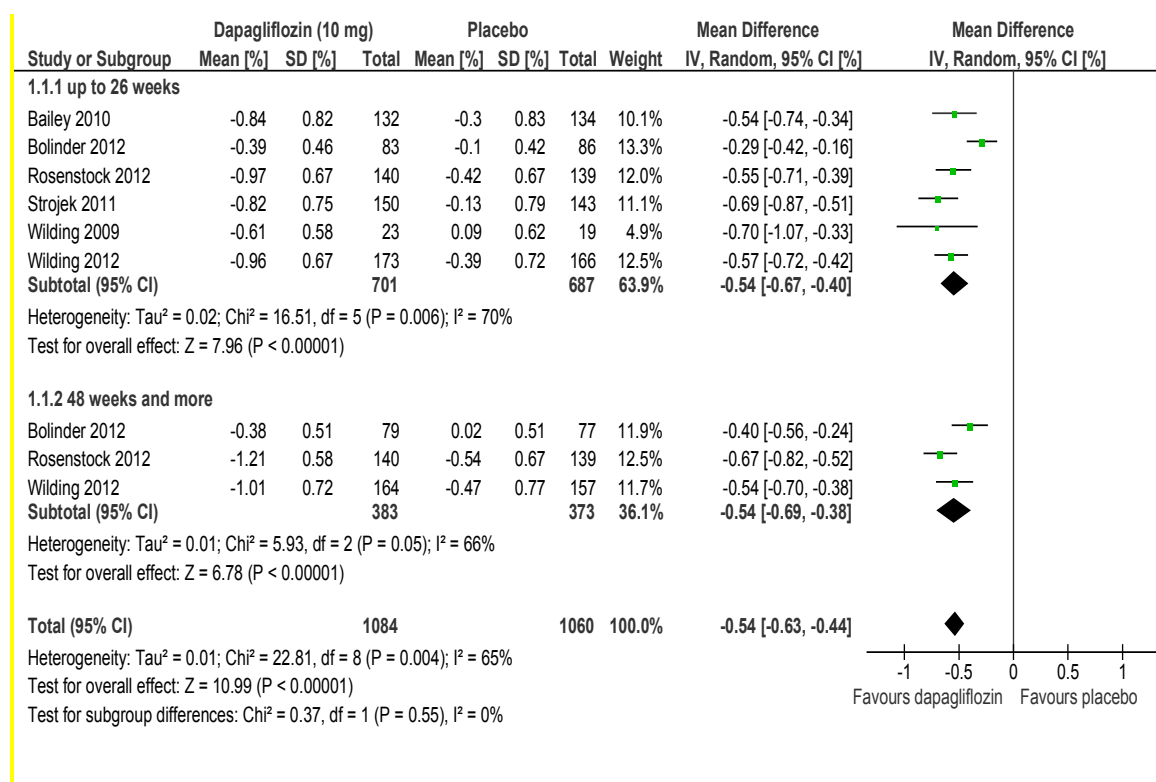 Dapagliflozin (10 mg) Placebo Mean Difference Mean Difference
Study or Subgroup Mean [%] SD [%] Total Mean [%] SD [%] Total Weight IV, Random, 95% CI [%] IV, Random, 95% CI [%]
1.1.1 up to 26 weeks
Bailey 2010 -0.84 0.82 132 -0.3 0.83 134 10.1% -0.54 [-0.74, -0.34]
Bolinder 2012 -0.39 0.46 83 -0.1 0.42 86 13.3% -0.29 [-0.42, -0.16]
Rosenstock 2012 -0.97 0.67 140 -0.42 0.67 139 12.0% -0.55 [-0.71, -0.39]
Strojek 2011 -0.82 0.75 150 -0.13 0.79 143 11.1% -0.69 [-0.87, -0.51]
Wilding 2009 -0.61 0.58 23 0.09 0.62 19 4.9% -0.70 [-1.07, -0.33]
Wilding 2012 -0.96 0.67 173 -0.39 0.72 166 12.5% -0.57 [-0.72, -0.42]
Subtotal (95% CI) 701 687 63.9% -0.54 [-0.67, -0.40]
Heterogeneity: Tau² = 0.02; Chi² = 16.51, df = 5 (P = 0.006); I² = 70%
Test for overall effect: Z = 7.96 (P < 0.00001)
1.1.2 48 weeks and more
Bolinder 2012 -0.38 0.51 79 0.02 0.51 77 11.9% -0.40 [-0.56, -0.24]
Rosenstock 2012 -1.21 0.58 140 -0.54 0.67 139 12.5% -0.67 [-0.82, -0.52]
Wilding 2012 -1.01 0.72 164 -0.47 0.77 157 11.7% -0.54 [-0.70, -0.38]
Subtotal (95% CI) 383 373 36.1% -0.54 [-0.69, -0.38]
Heterogeneity: Tau² = 0.01; Chi² = 5.93, df = 2 (P = 0.05); I² = 66%
Test for overall effect: Z = 6.78 (P < 0.00001)
Total (95% CI) 1084 1060 100.0% -0.54 [-0.63, -0.44]
Heterogeneity: Tau² = 0.01; Chi² = 22.81, df = 8 (P = 0.004); I² = 65%
Test for overall effect: Z = 10.99 (P < 0.00001)
Test for subgroup differences: Chi² = 0.37, df = 1 (P = 0.55), I² = 0%
-1 -0.5 0 0.5 1
Favours dapagliflozin Favours placebo